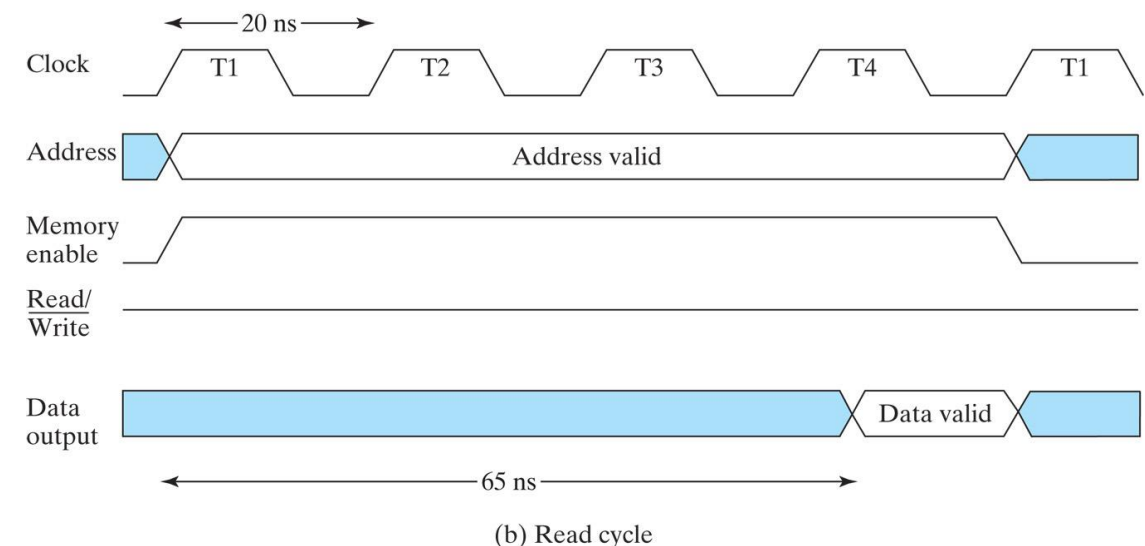 20 ns
Clock
T1 T2 T3 T4 T1
Address
Address valid
Memory
enable
Read/
Write
Data
output
Data valid
65 ns
(b) Read cycle